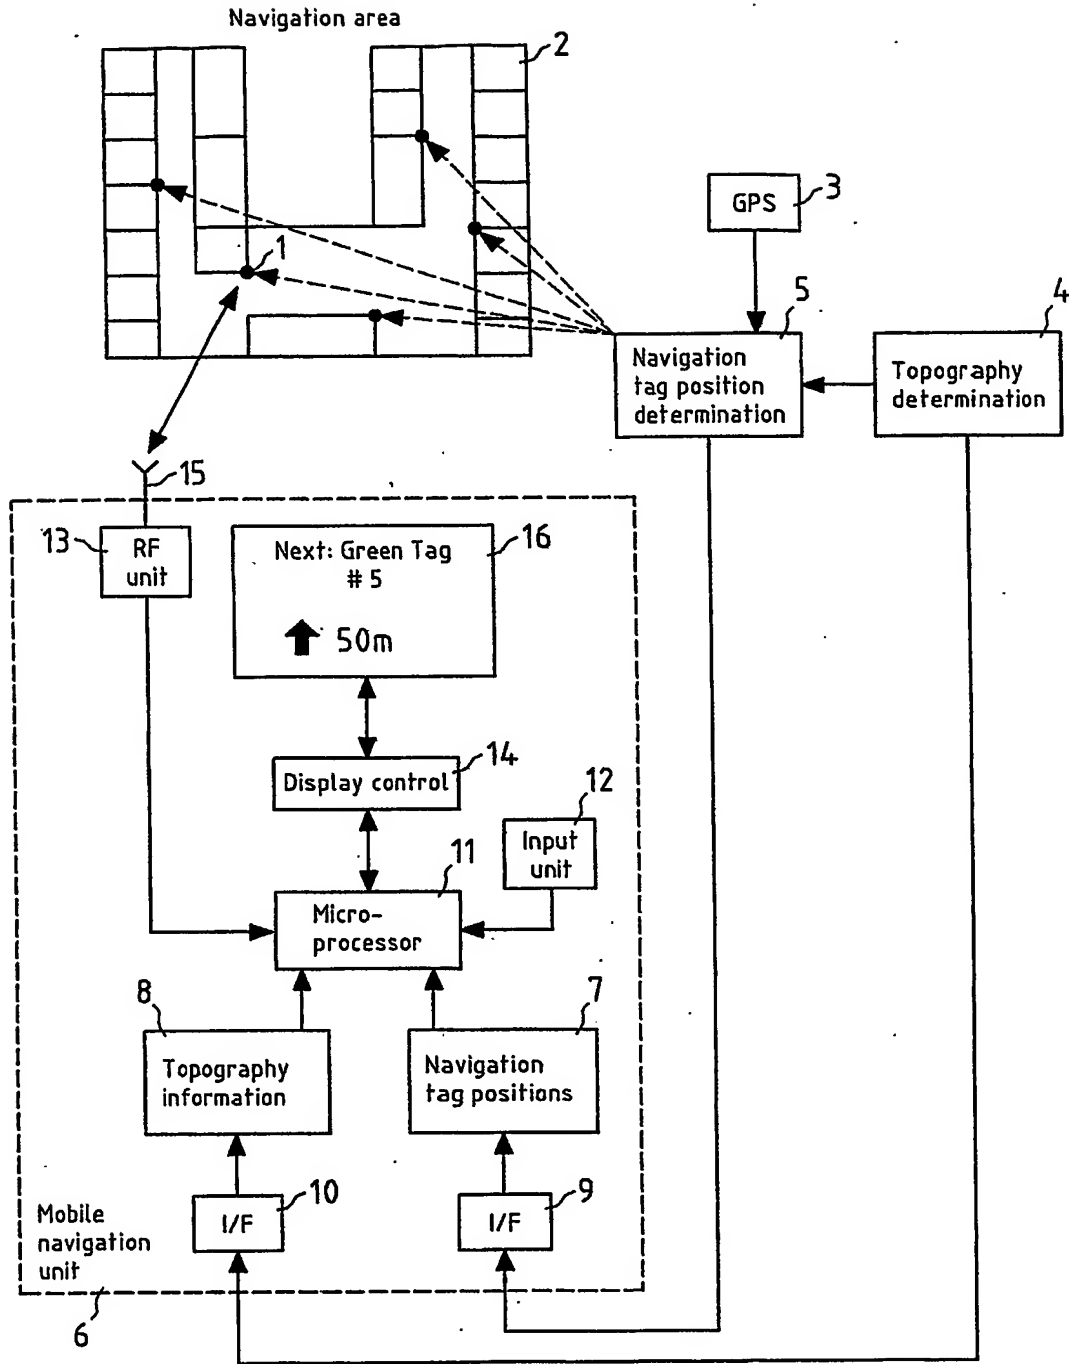 Navigation area
2
GPS
3
1
5
4
Navigation
tag position
determination
Topography
determination
15
13
RF
unit
Next: Green Tag
# 5
50m
16
Display control
14
12
Input
unit
11
Micro-
processor
8
7
Topography
information
Navigation
tag positions
10
I/F
9
I/F
Mobile
navigation
unit
6